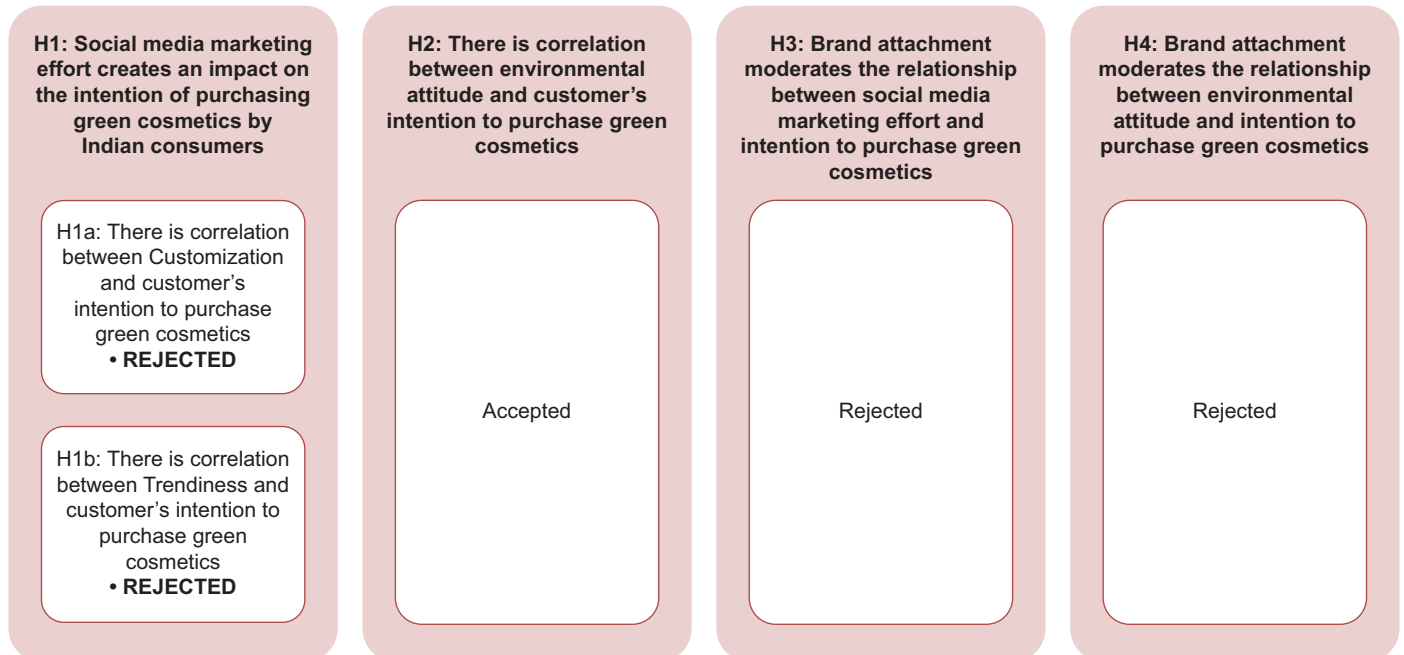 H1: Social media marketing
effort creates an impact on
the intention of purchasing
green cosmetics by
Indian consumers
H1a: There is correlation
between Customization
and customer’s
intention to purchase
green cosmetics
• REJECTED
H1b: There is correlation
between Trendiness and
customer’s intention to
purchase green
cosmetics
• REJECTED
H2: There is correlation
between environmental
attitude and customer’s
intention to purchase green
cosmetics
Accepted
H3: Brand attachment
moderates the relationship
between social media
marketing effort and
intention to purchase green
cosmetics
Rejected
H4: Brand attachment
moderates the relationship
between environmental
attitude and intention to
purchase green cosmetics
Rejected